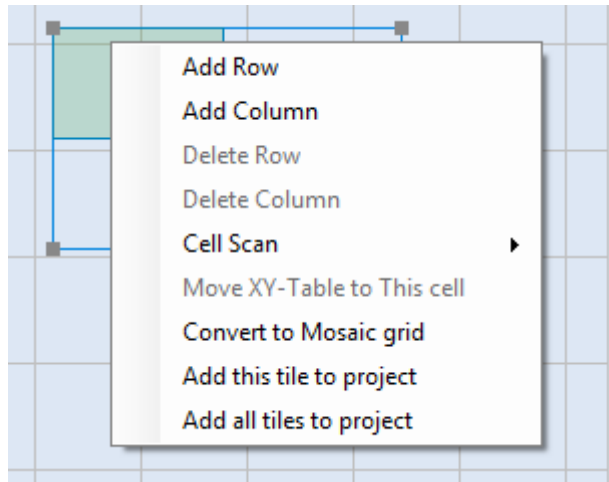 Add Row
Add Column
Delete Row
Delete Column
Cell Scan
Move XY-Table to This cell
Convert to Mosaic grid
Add this tile to project
Add all tiles to project